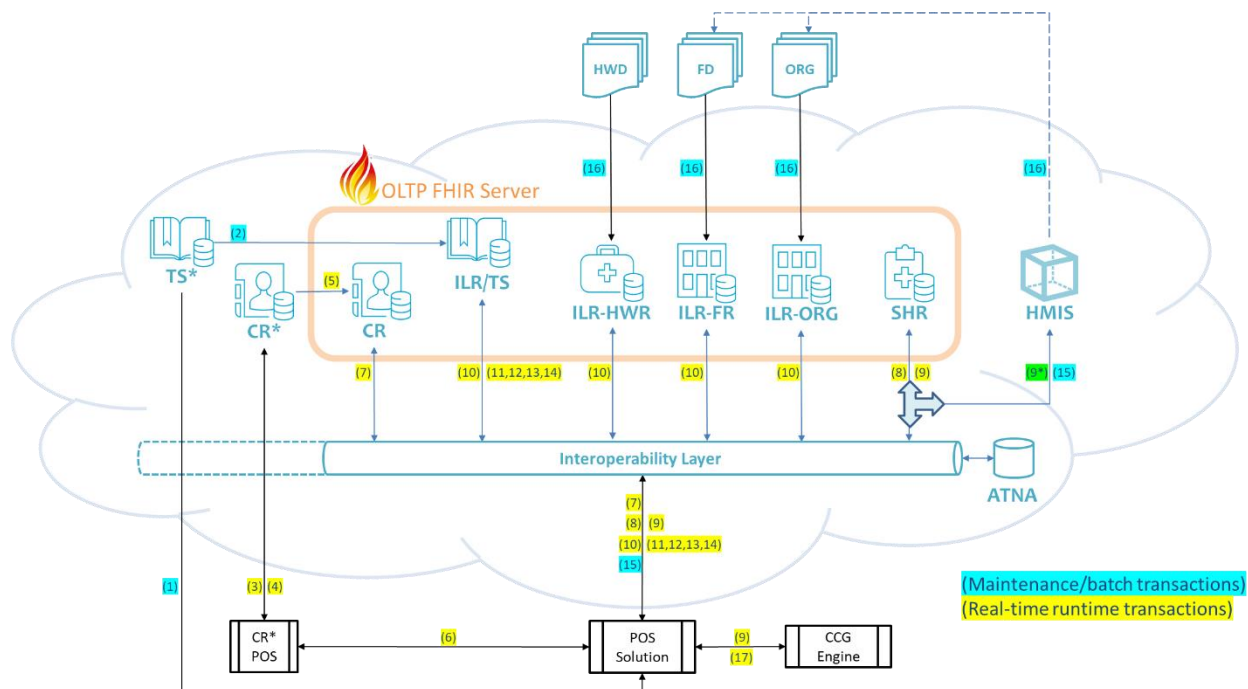 HWD
FD
ORG
(16)
(16)
(16)
(16)
OLTP FHIR Server
(2)
TS*
(5)
CR*
CR
ILR/TS
ILR-HWR
ILR-FR
ILR-ORG
SHR
HMIS
(7)
(10) (11,12,13,14)
(10)
(10)
(10)
(8) (9)
(9*) (15)
Interoperability Layer
ATNA
(7)
(8) (9)
(10) (11,12,13,14)
(15)
(1)
(3) (4)
(Maintenance/batch transactions)
(Real-time runtime transactions)
CR*
POS
(6)
POS
Solution
(9)
(17)
CCG
Engine